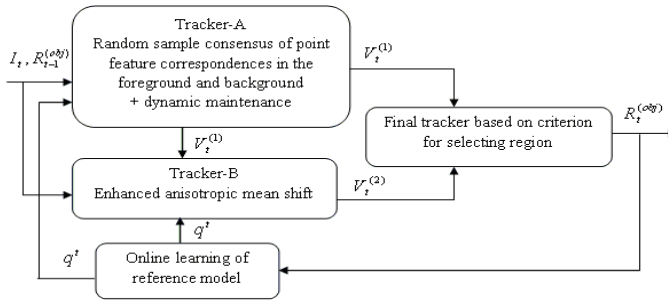 Tracker-A
Random sample consensus of point
feature correspondences in the
foreground and background
+ dynamic maintenance
I_t , R_{t-1}^{(obj)}
V_t^{(1)}
R_t^{(obj)}
Final tracker based on criterion
for selecting region
V_t^{(1)}
Tracker-B
Enhanced anisotropic mean shift
V_t^{(2)}
q^t
q^t
Online learning of
reference model